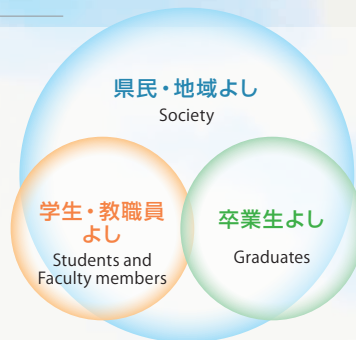 県民・地域よし
Society
学生・教職員
よし
Students and
Faculty members
卒業生よし
Graduates